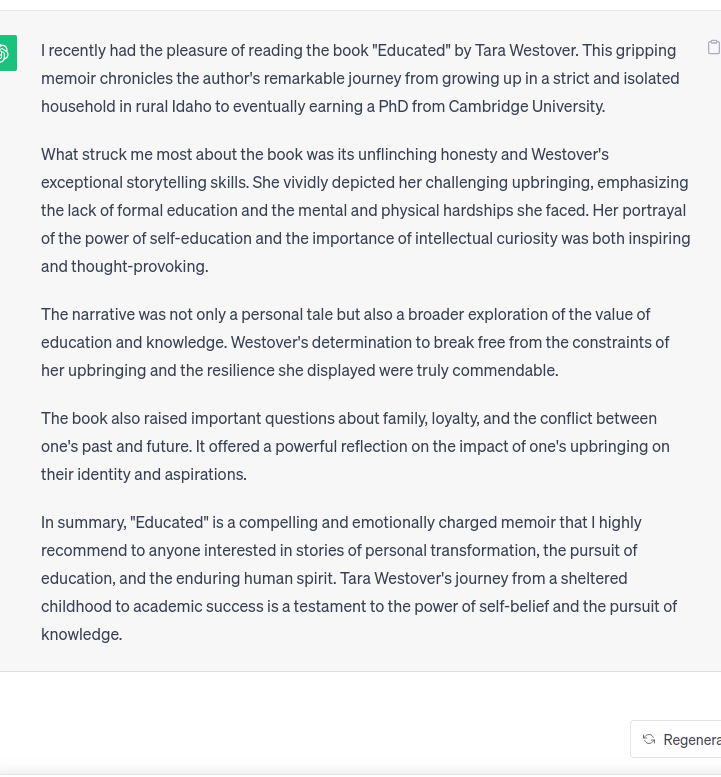 I recently had the pleasure of reading the book "Educated" by Tara Westover. This gripping
memoir chronicles the author's remarkable journey from growing up in a strict and isolated
household in rural Idaho to eventually earning a PhD from Cambridge University.
What struck me most about the book was its unflinching honesty and Westover's
exceptional storytelling skills. She vividly depicted her challenging upbringing, emphasizing
the lack of formal education and the mental and physical hardships she faced. Her portrayal
of the power of self-education and the importance of intellectual curiosity was both inspiring
and thought-provoking.
The narrative was not only a personal tale but also a broader exploration of the value of
education and knowledge. Westover's determination to break free from the constraints of
her upbringing and the resilience she displayed were truly commendable.
The book also raised important questions about family, loyalty, and the conflict between
one's past and future. It offered a powerful reflection on the impact of one's upbringing on
their identity and aspirations.
In summary, "Educated" is a compelling and emotionally charged memoir that I highly
recommend to anyone interested in stories of personal transformation, the pursuit of
education, and the enduring human spirit. Tara Westover's journey from a sheltered
childhood to academic success is a testament to the power of self-belief and the pursuit of
knowledge.
Regenera